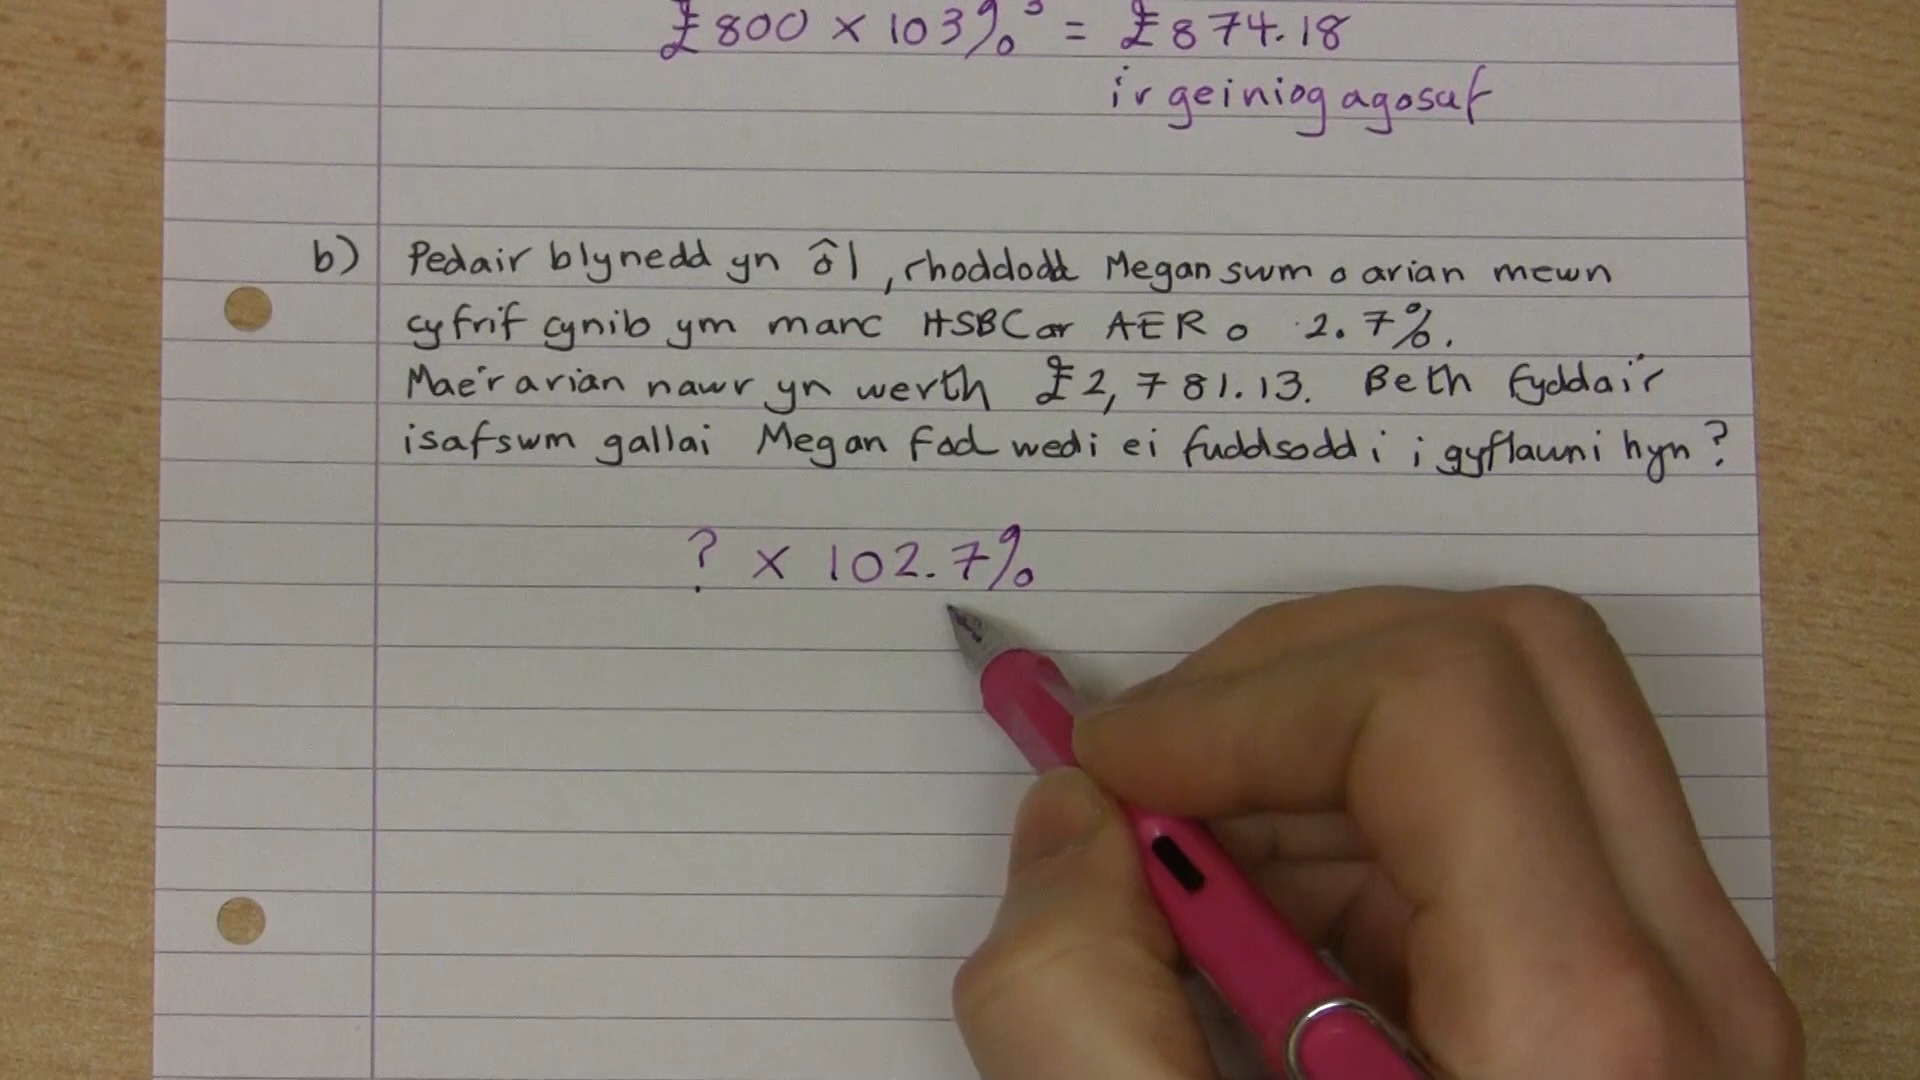 £800 × 103%³ = £874.18
i'r geiniog agosaf
b) Pedair blynedd yn ôl, rhoddodd Megan swm o arian mewn
cyfrif cynib ym manc HSBC ar AER o 2.7%.
Mae'r arian nawr yn werth £2,781.13. Beth fyddai'r
isafswm gallai Megan fod wedi ei fuddsoddi i gyflawni hyn?
? × 102.7%